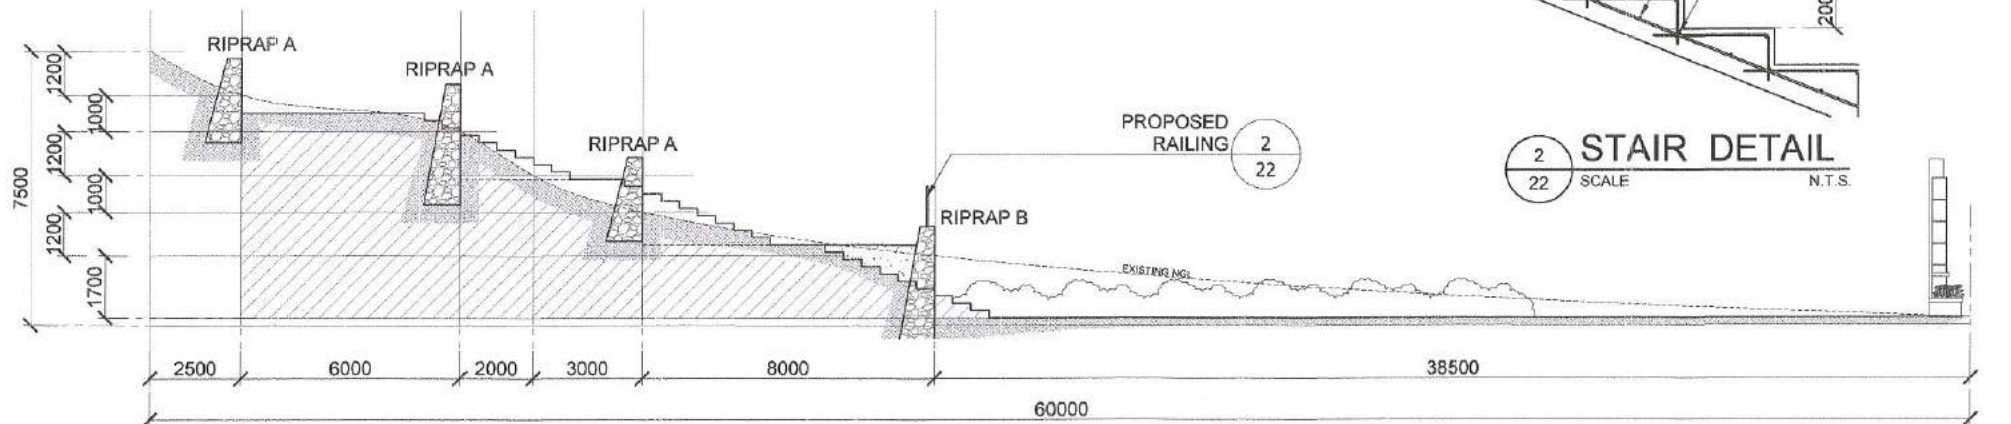 RIPRAP A
RIPRAP A
RIPRAP A
RIPRAP B
PROPOSED
RAILING
2
22
EXISTING NGL
2
22
STAIR DETAIL
SCALE
N.T.S.
200
7500
1200
1000
1200
1000
1200
1700
2500
6000
2000
3000
8000
38500
60000